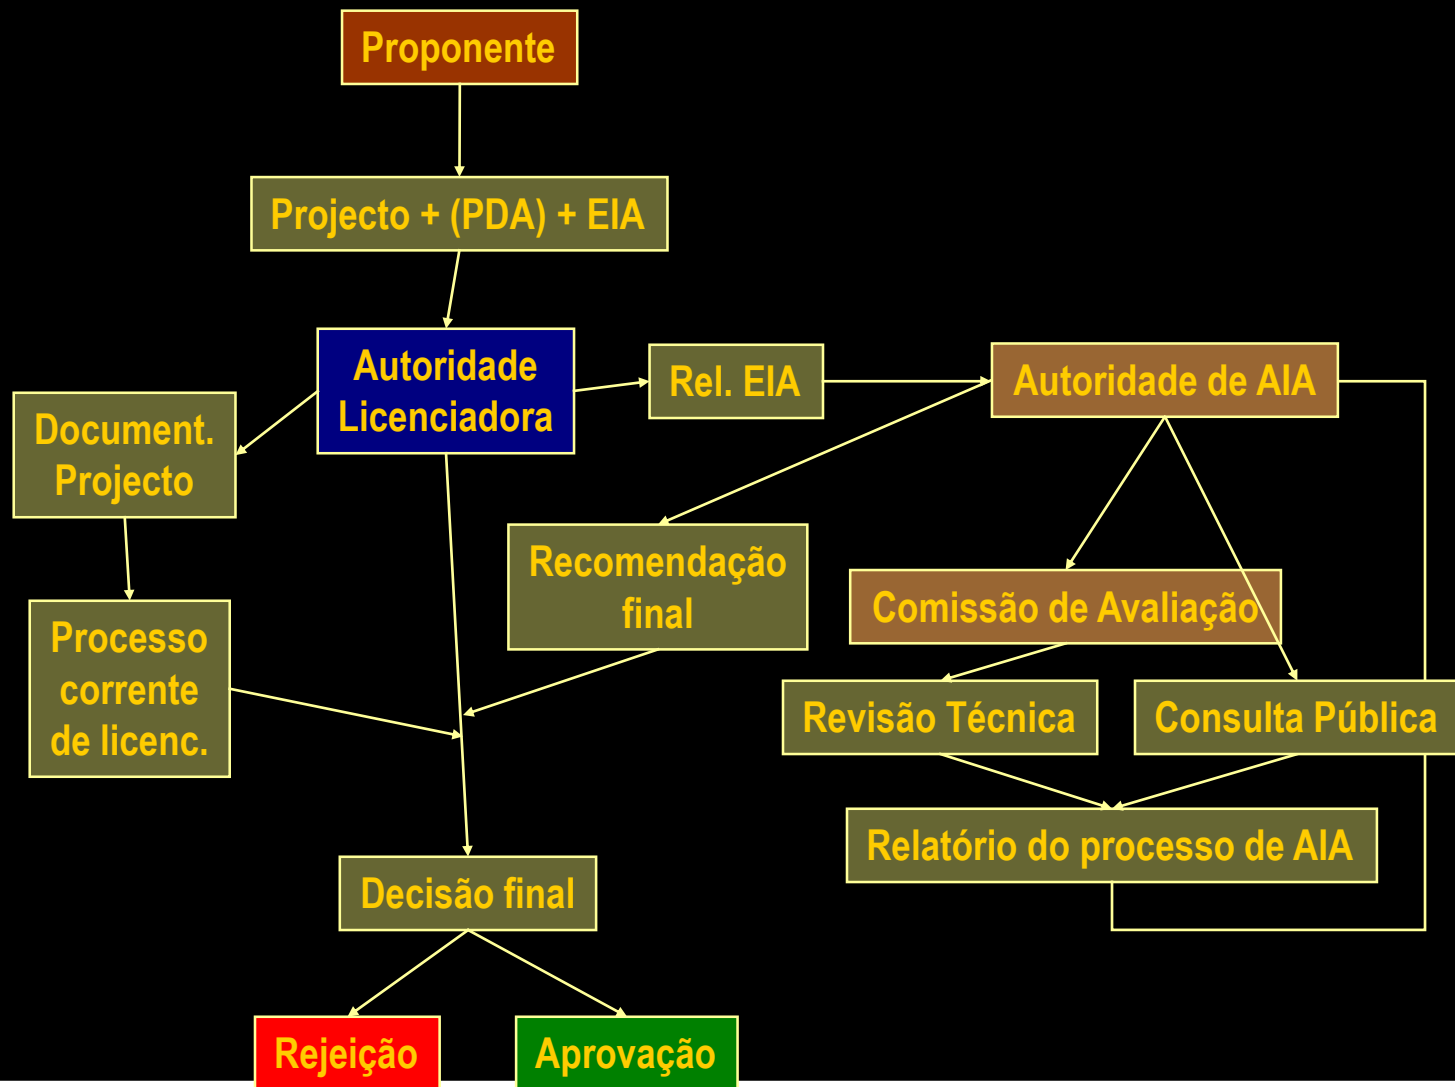 Proponente
Projecto + (PDA) + EIA
Autoridade
Licenciadora
Rel. EIA
Autoridade de AIA
Document.
Projecto
Recomendação
final
Comissão de Avaliação
Processo
corrente
de licenc.
Revisão Técnica
Consulta Pública
Relatório do processo de AIA
Decisão final
Rejeição
Aprovação